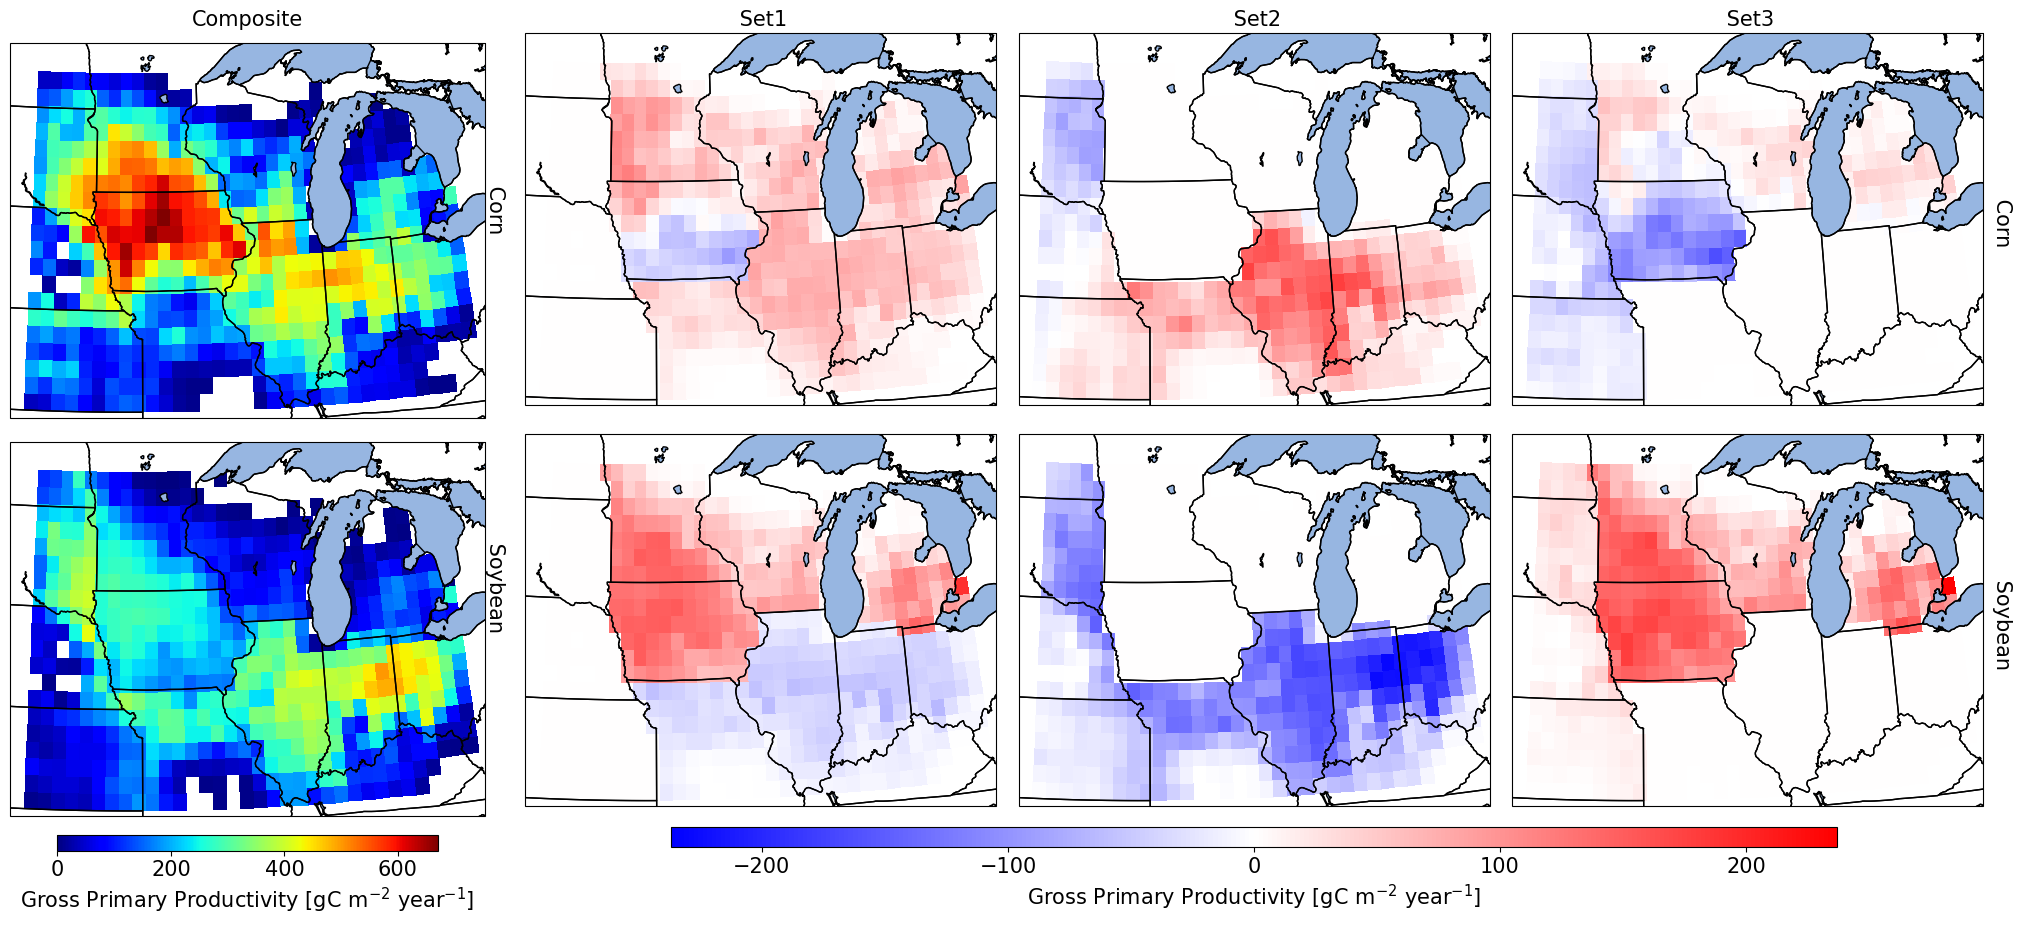 Composite
Set1
Set2
Set3
Corn
Corn
Soybean
Soybean
0
200
400
600
Gross Primary Productivity [gC m⁻² year⁻¹]
−200
−100
0
100
200
Gross Primary Productivity [gC m⁻² year⁻¹]